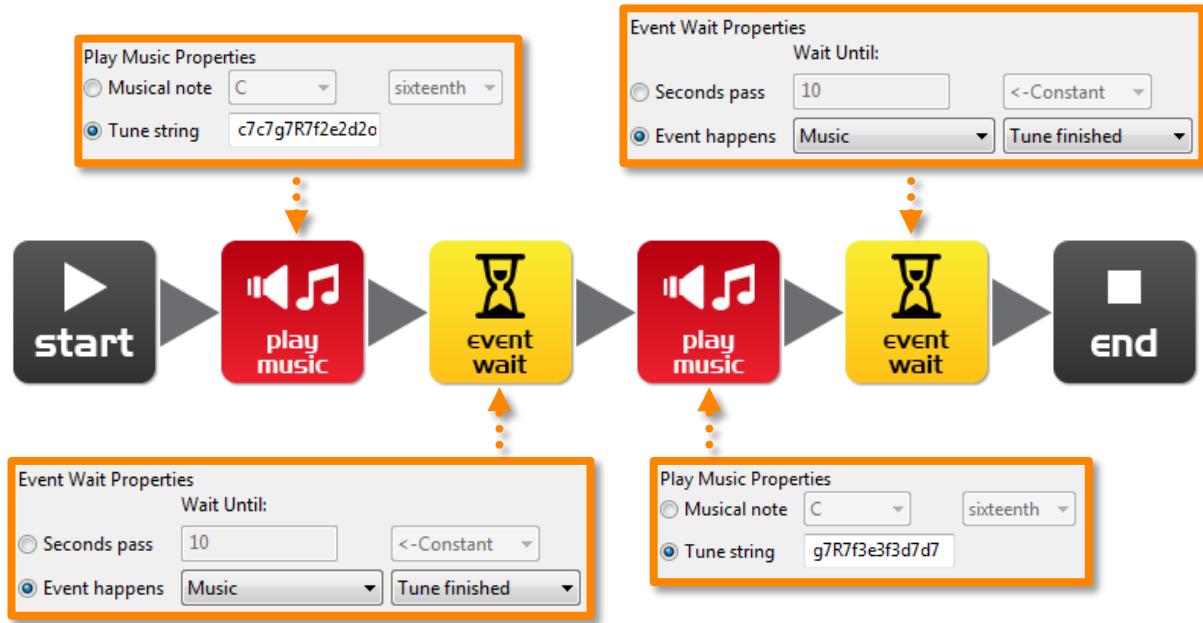 Play Music Properties
Musical note C sixteenth
Tune string c7c7g7R7f2e2d2o
Event Wait Properties
Wait Until:
Seconds pass 10 <-Constant
Event happens Music Tune finished
start
play
music
event
wait
play
music
event
wait
end
Event Wait Properties
Wait Until:
Seconds pass 10 <-Constant
Event happens Music Tune finished
Play Music Properties
Musical note C sixteenth
Tune string g7R7f3e3f3d7d7